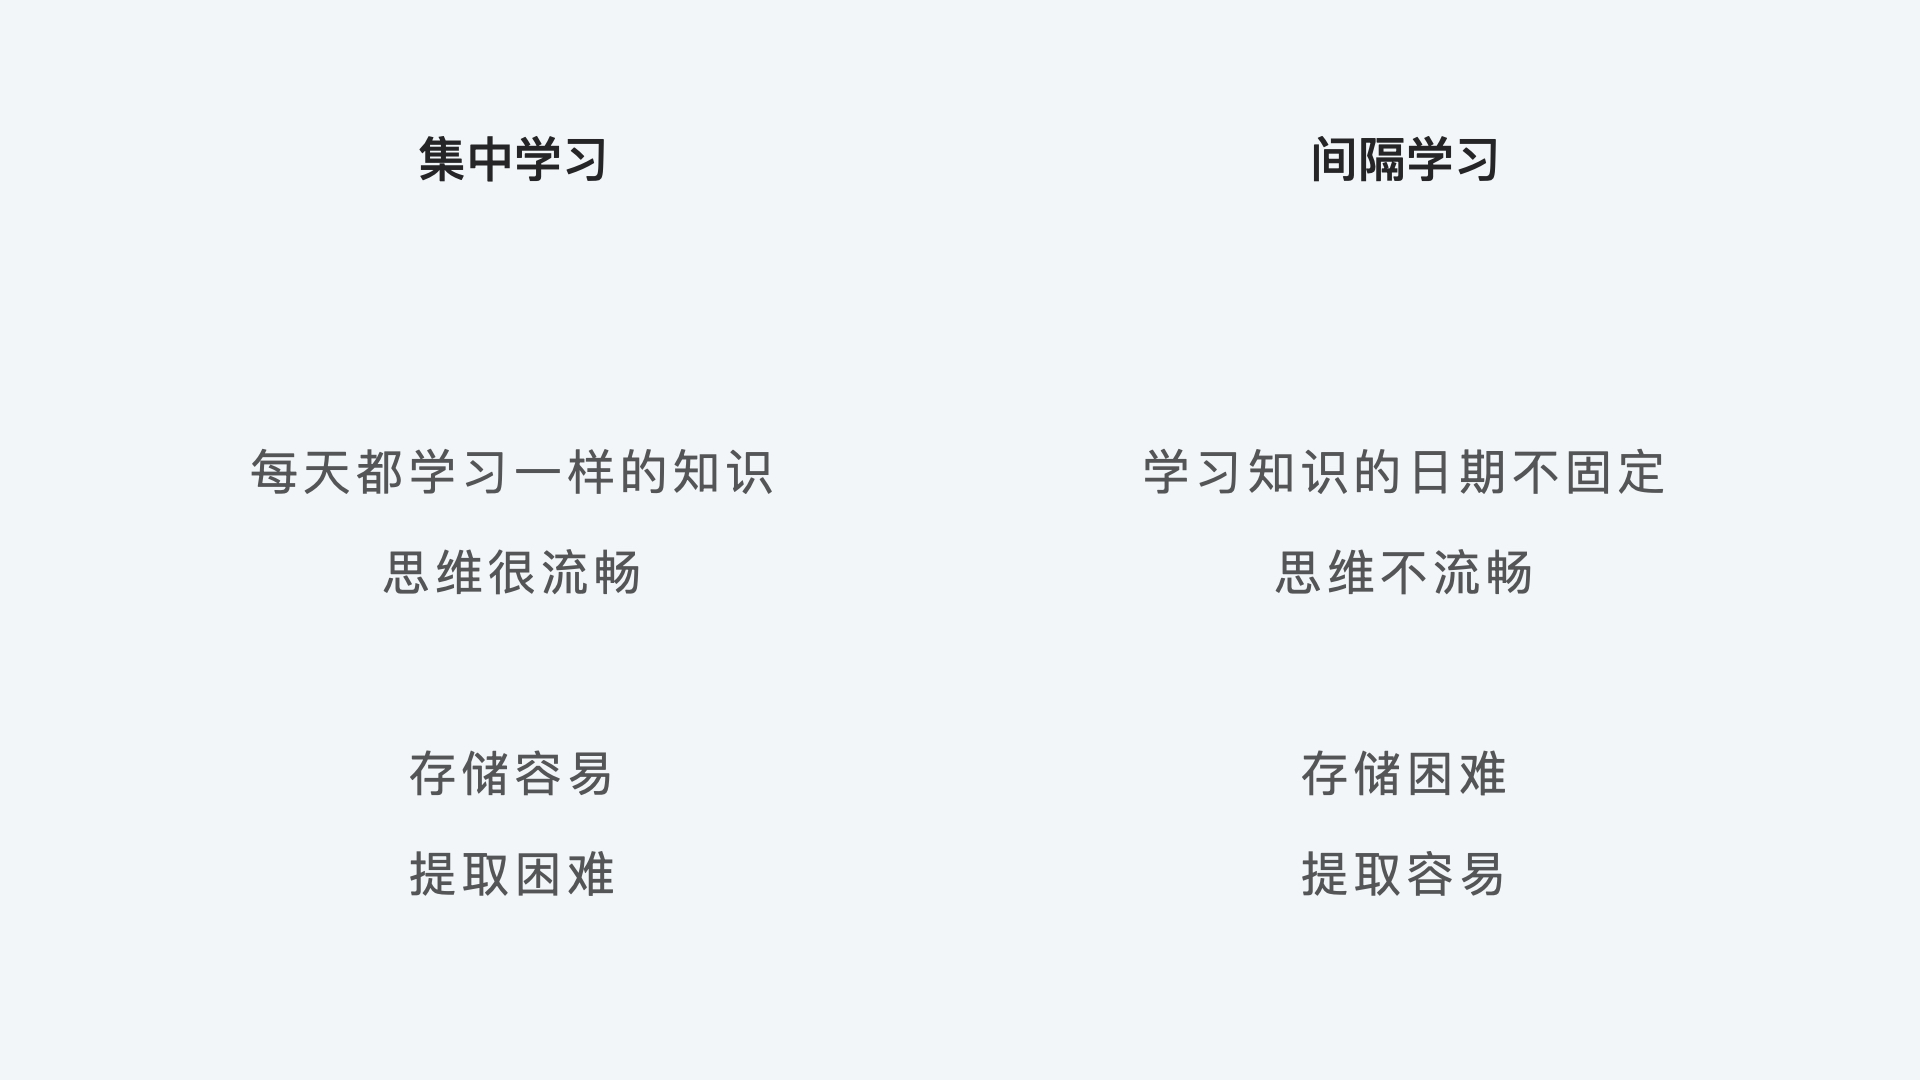 集中学习
每天都学习一样的知识
思维很流畅
存储容易
提取困难
间隔学习
学习知识的日期不固定
思维不流畅
存储困难
提取容易